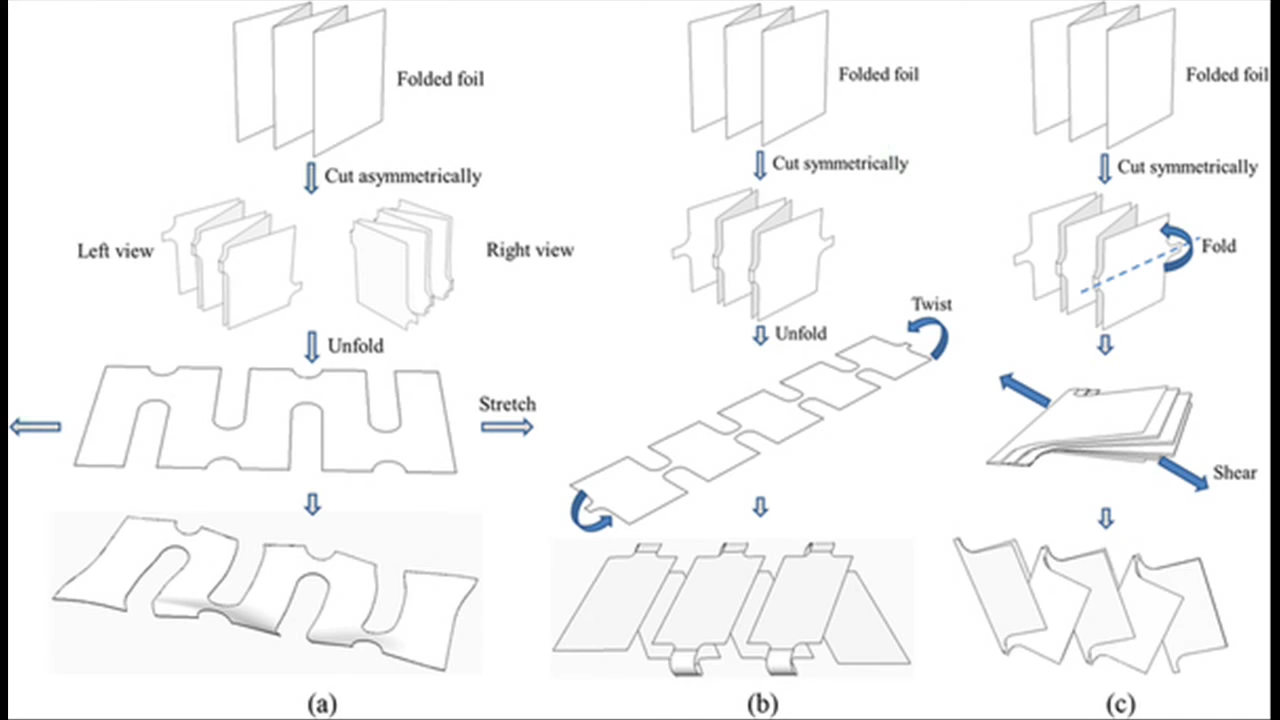 Folded foil
Cut asymmetrically
Left view
Right view
Unfold
Stretch
(a)
Folded foil
Cut symmetrically
Unfold
Twist
(b)
Folded foil
Cut symmetrically
Fold
Shear
(c)